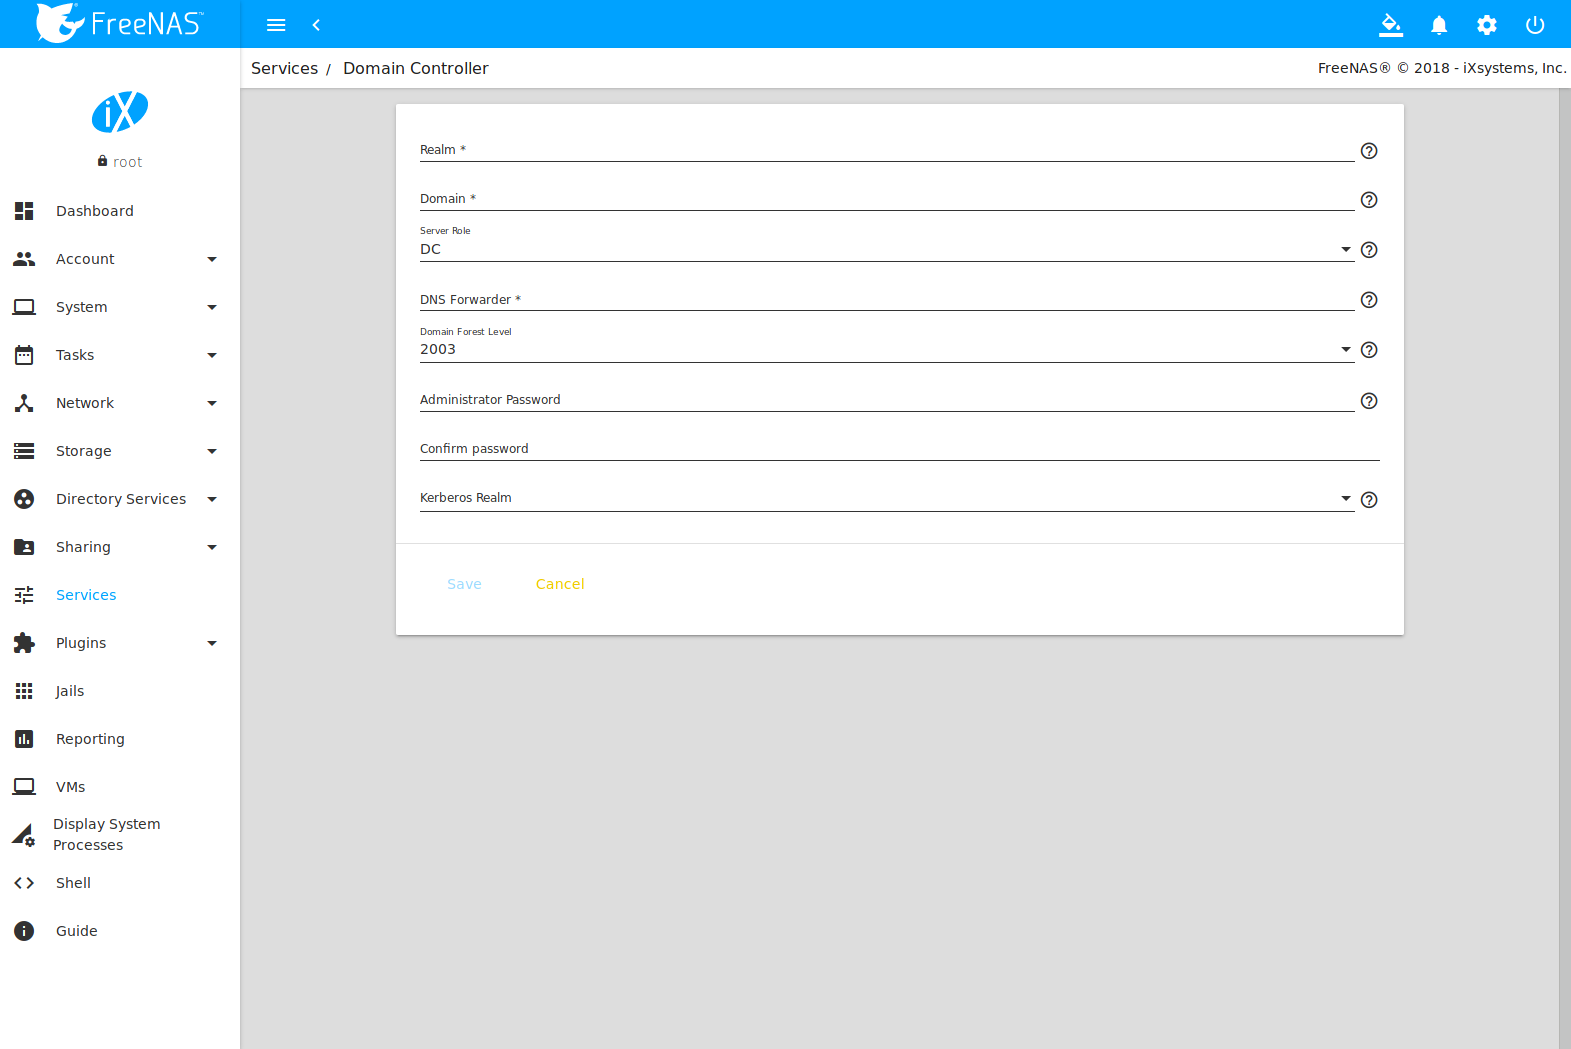 FreeNAS™
Services / Domain Controller
FreeNAS® © 2018 - iXsystems, Inc.
iX
root
Dashboard
Account
System
Tasks
Network
Storage
Directory Services
Sharing
Services
Plugins
Jails
Reporting
VMs
Display System
Processes
Shell
Guide
Realm *
Domain *
Server Role
DC
DNS Forwarder *
Domain Forest Level
2003
Administrator Password
Confirm password
Kerberos Realm
Save Cancel